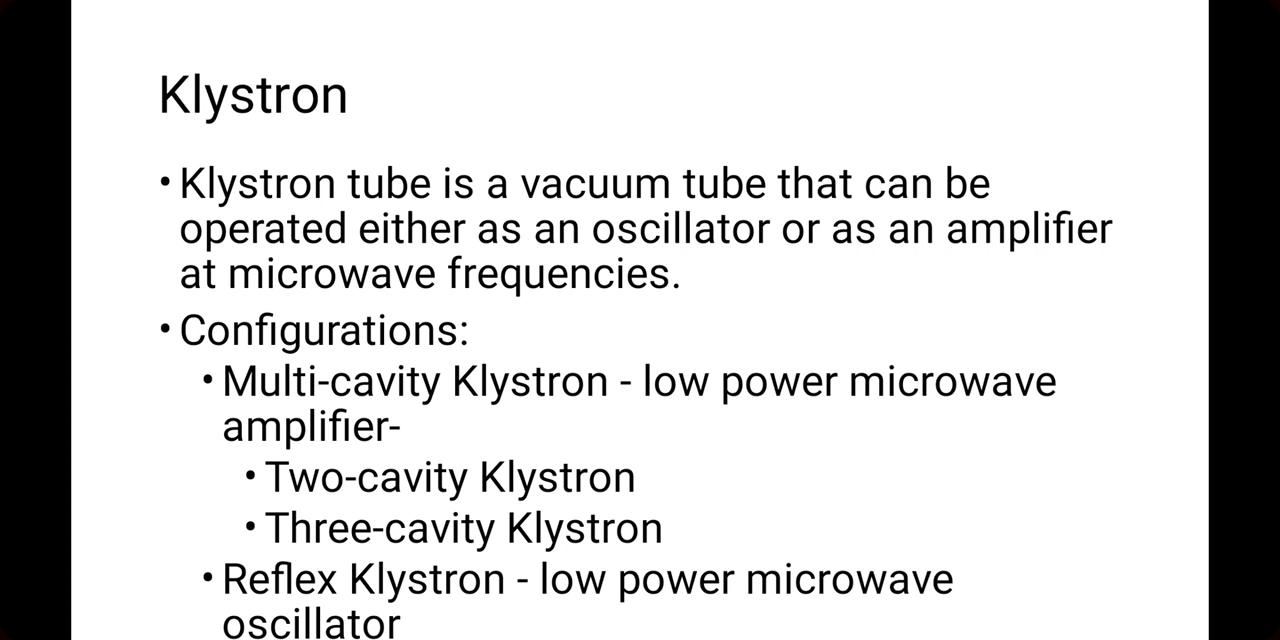 Klystron
• Klystron tube is a vacuum tube that can be
operated either as an oscillator or as an amplifier
at microwave frequencies.
• Configurations:
• Multi-cavity Klystron - low power microwave
amplifier-
• Two-cavity Klystron
• Three-cavity Klystron
• Reflex Klystron - low power microwave
oscillator